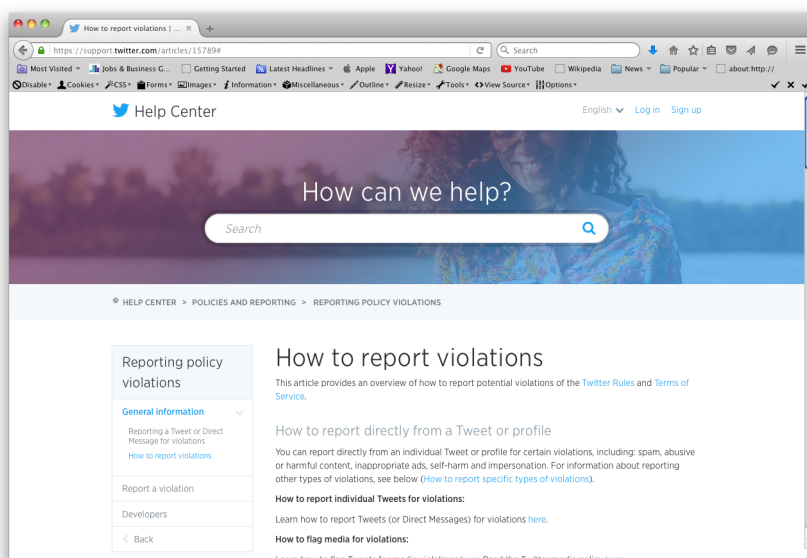 How to report violations | ... × +
https://support.twitter.com/articles/15789#
Search
Most Visited Jobs & Business G... Getting Started Latest Headlines Apple Yahoo! Google Maps YouTube Wikipedia News Popular about:http://
Disable Cookies CSS Forms Images Information Miscellaneous Outline Resize Tools View Source Options
Help Center
English Log in Sign up
How can we help?
Search
HELP CENTER > POLICIES AND REPORTING > REPORTING POLICY VIOLATIONS
Reporting policy
violations
General information
Reporting a Tweet or Direct
Message for violations
How to report violations
Report a violation
Developers
Back
How to report violations
This article provides an overview of how to report potential violations of the Twitter Rules and Terms of
Service.
How to report directly from a Tweet or profile
You can report directly from an individual Tweet or profile for certain violations, including: spam, abusive
or harmful content, inappropriate ads, self-harm and impersonation. For information about reporting
other types of violations, see below (How to report specific types of violations).
How to report individual Tweets for violations:
Learn how to report Tweets (or Direct Messages) for violations here.
How to flag media for violations: